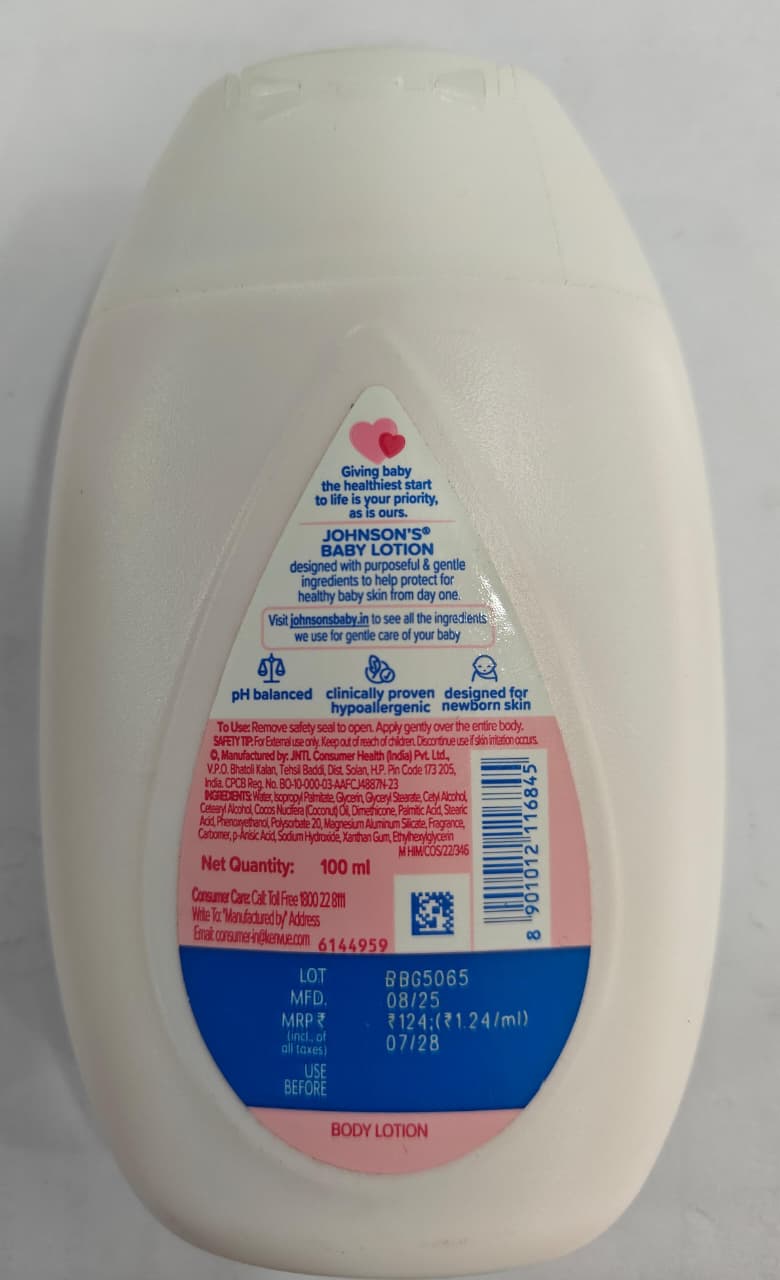 Giving baby
the healthiest start
to life is your priority,
as is ours.
JOHNSON'S®
BABY LOTION
designed with purposeful & gentle
ingredients to help protect for
healthy baby skin from day one.
Visit johnsonsbaby.in to see all the ingredients
we use for gentle care of your baby
pH balanced
clinically proven
hypoallergenic
designed for
newborn skin
To Use: Remove safety seal to open. Apply gently over the entire body.
SAFETY TIP: For External use only. Keep out of reach of children. Discontinue use if skin irritation occurs.
©, Manufactured by: JNTL Consumer Health (India) Pvt. Ltd.,
V.P.O. Bhatoli Kalan, Tehsil Baddi, Dist. Solan, H.P. Pin Code 173 205,
India. CPCB Reg. No. BO-10-000-03-AAFCJ4887N-23
INGREDIENTS: Water, Isopropyl Palmitate, Glycerin, Glyceryl Stearate, Cetyl Alcohol,
Cetearyl Alcohol, Cocos Nucifera (Coconut) Oil, Dimethicone, Palmitic Acid, Stearic
Acid, Phenoxyethanol, Polysorbate 20, Magnesium Aluminum Silicate, Fragrance,
Carbomer, p-Anisic Acid, Sodium Hydroxide, Xanthan Gum, Ethylhexylglycerin
M HIM/COS/22/346
Net Quantity: 100 ml
Consumer Care: Call: Toll Free 1800 22 8111
Write To: "Manufactured by" Address
Email: consumer-in@kenvue.com
6144959
8 901012 116845
LOT BBG5065
MFD. 08/25
MRP ₹ ₹124;(₹1.24/ml)
(incl. of
all taxes)
07/28
USE
BEFORE
BODY LOTION